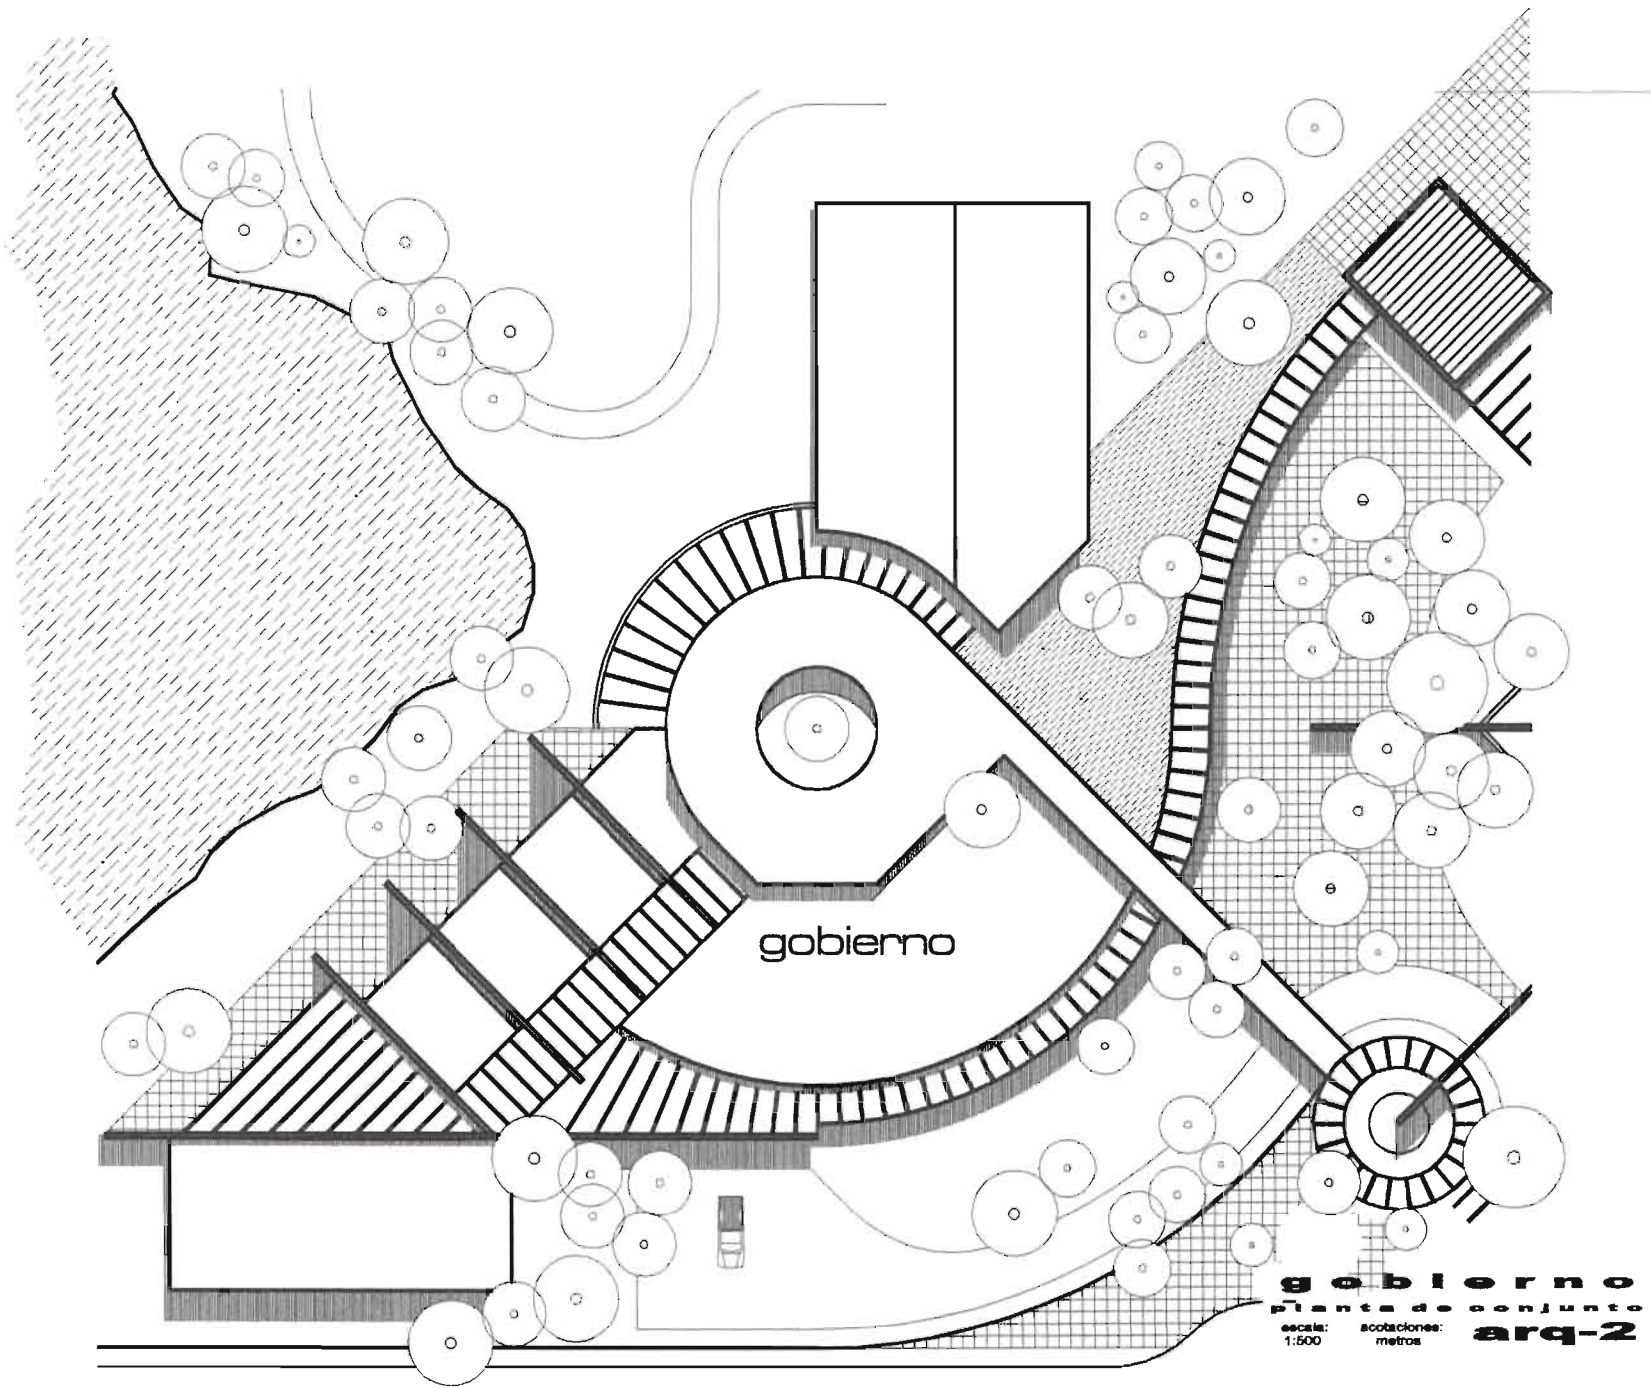 gobierno
gobierno
planta de conjunto
escala: acotaciones: arq-2
1:500 metros